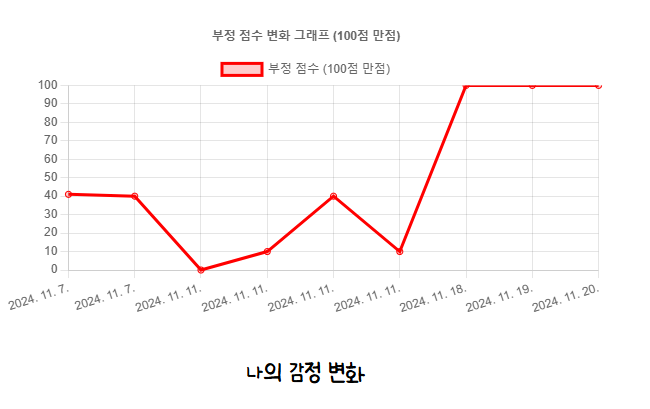 부정 점수 변화 그래프 (100점 만점)
부정 점수 (100점 만점)
100
90
80
70
60
50
40
30
20
10
0
2024. 11. 7.
2024. 11. 7.
2024. 11. 11.
2024. 11. 11.
2024. 11. 11.
2024. 11. 11.
2024. 11. 18.
2024. 11. 19.
2024. 11. 20.
나의 감정 변화